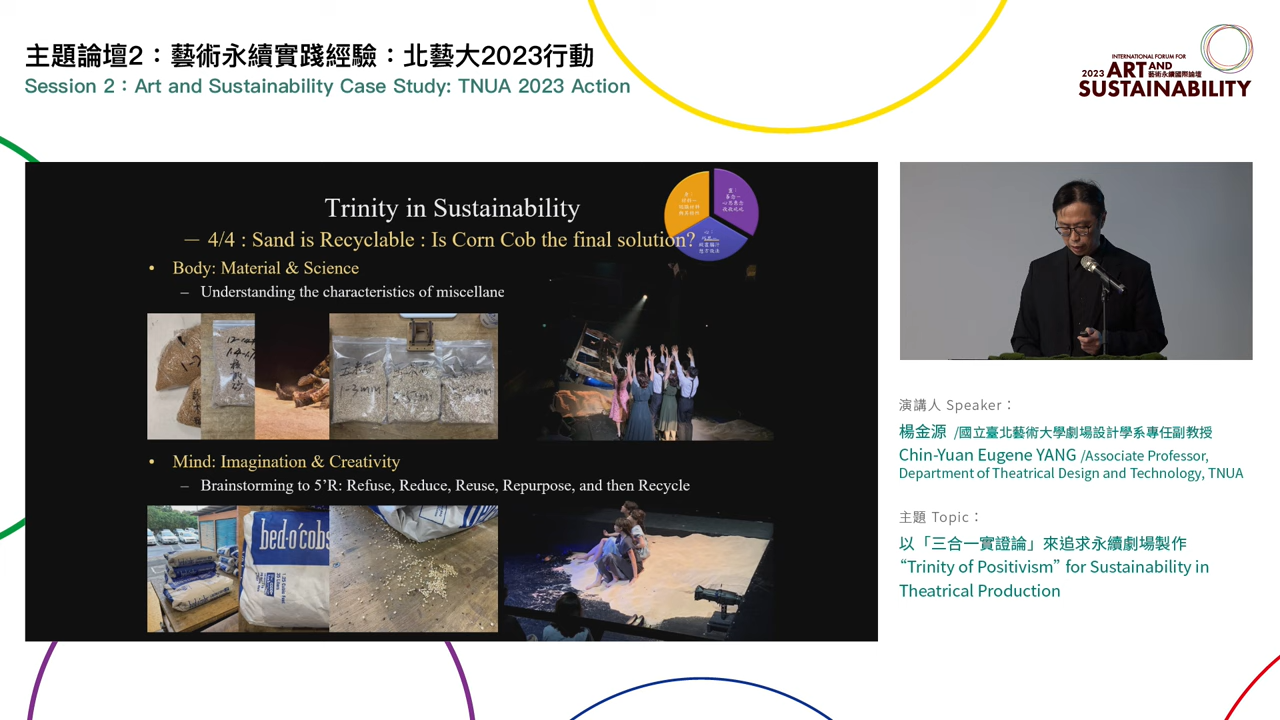 主題論壇2：藝術永續實踐經驗：北藝大2023行動
Session 2：Art and Sustainability Case Study: TNUA 2023 Action
INTERNATIONAL FORUM FOR
2023 ART AND 藝術永續國際論壇
SUSTAINABILITY
Trinity in Sustainability
— 4/4 : Sand is Recyclable : Is Corn Cob the final solution?
• Body: Material & Science
– Understanding the characteristics of miscellane
1-3mm
• Mind: Imagination & Creativity
– Brainstorming to 5’R: Refuse, Reduce, Reuse, Repurpose, and then Recycle
bed·o'cobs
演講人 Speaker：
楊金源 /國立臺北藝術大學劇場設計學系專任副教授
Chin-Yuan Eugene YANG /Associate Professor,
Department of Theatrical Design and Technology, TNUA
主題 Topic：
以「三合一實證論」來追求永續劇場製作
“Trinity of Positivism” for Sustainability in
Theatrical Production